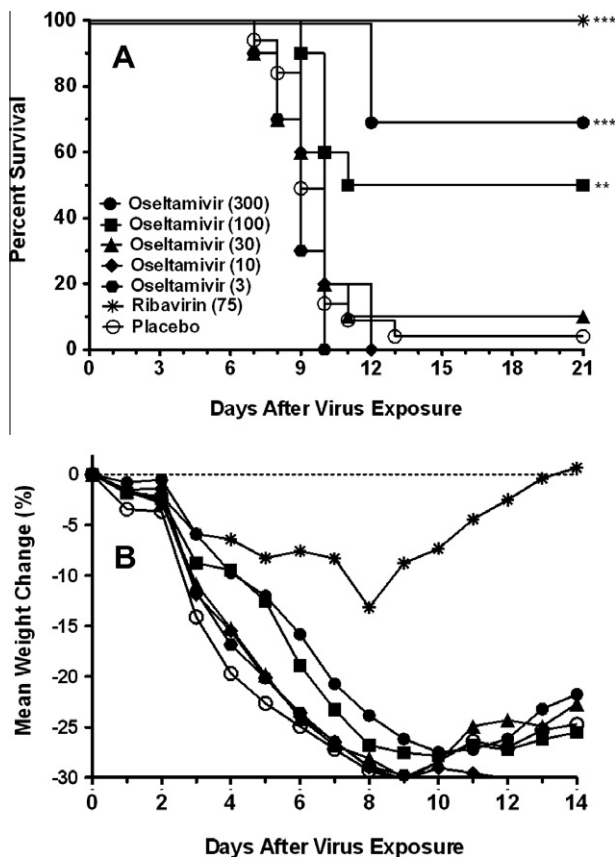 100
80
60
40
20
0
Percent Survival
A
***
***
**
Oseltamivir (300)
Oseltamivir (100)
Oseltamivir (30)
Oseltamivir (10)
Oseltamivir (3)
Ribavirin (75)
Placebo
0 3 6 9 12 15 18 21
Days After Virus Exposure
0
-5
-10
-15
-20
-25
-30
Mean Weight Change (%)
B
0 2 4 6 8 10 12 14
Days After Virus Exposure